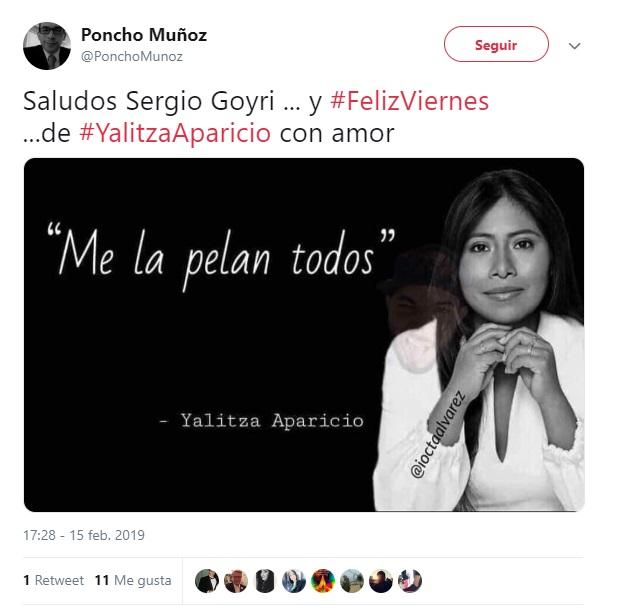 Poncho Muñoz
@PonchoMunoz
Seguir
Saludos Sergio Goyri ... y #FelizViernes
...de #YalitzaAparicio con amor
“Me la pelan todos”
- Yalitza Aparicio
@ioctaalvarez
17:28 - 15 feb. 2019
1 Retweet 11 Me gusta